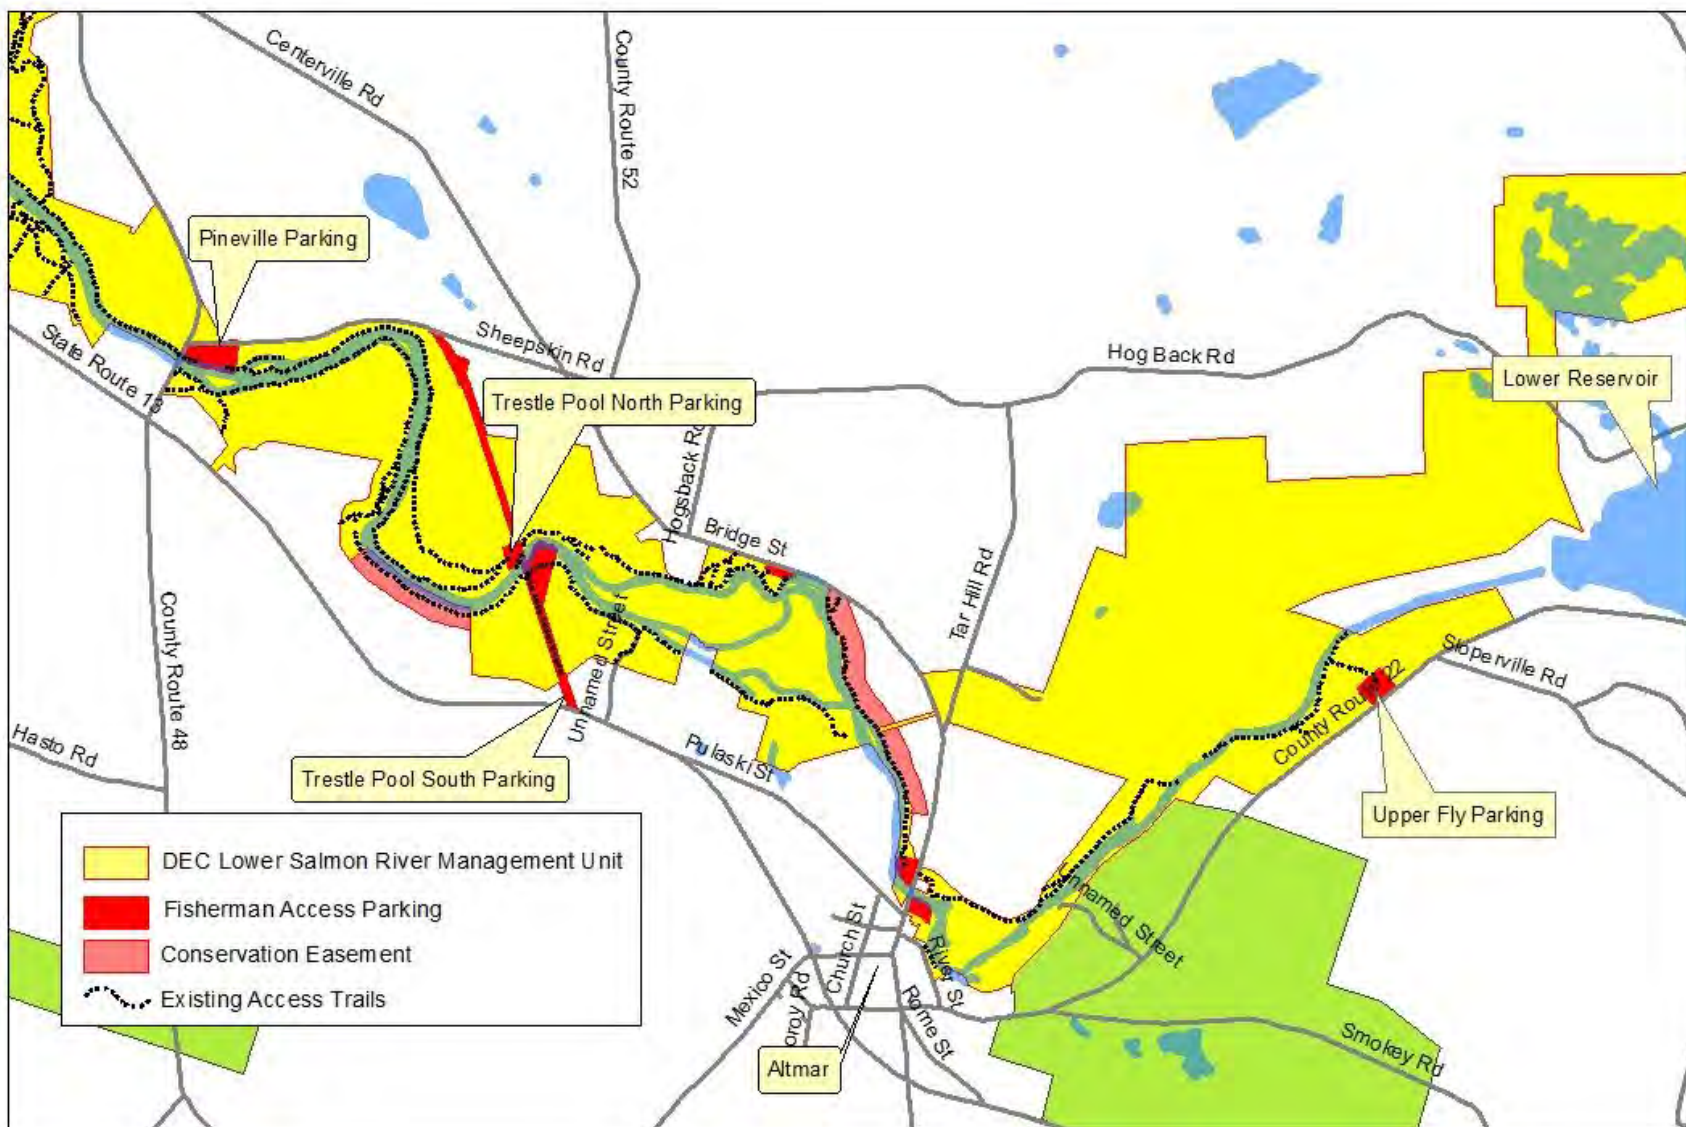 Centerville Rd
County Route 52
Pineville Parking
State Route 13
Sheepskin Rd
Hog Back Rd
Lower Reservoir
Trestle Pool North Parking
Hogsback Rd
Bridge St
Tar Hill Rd
County Route 48
Unnamed Street
Sloperville Rd
County Route 22
Hasto Rd
Pulaski St
Trestle Pool South Parking
Upper Fly Parking
DEC Lower Salmon River Management Unit
Fisherman Access Parking
Conservation Easement
Existing Access Trails
Unnamed Street
Church St
River St
Mexico St
Rome St
Smokey Rd
Altmar